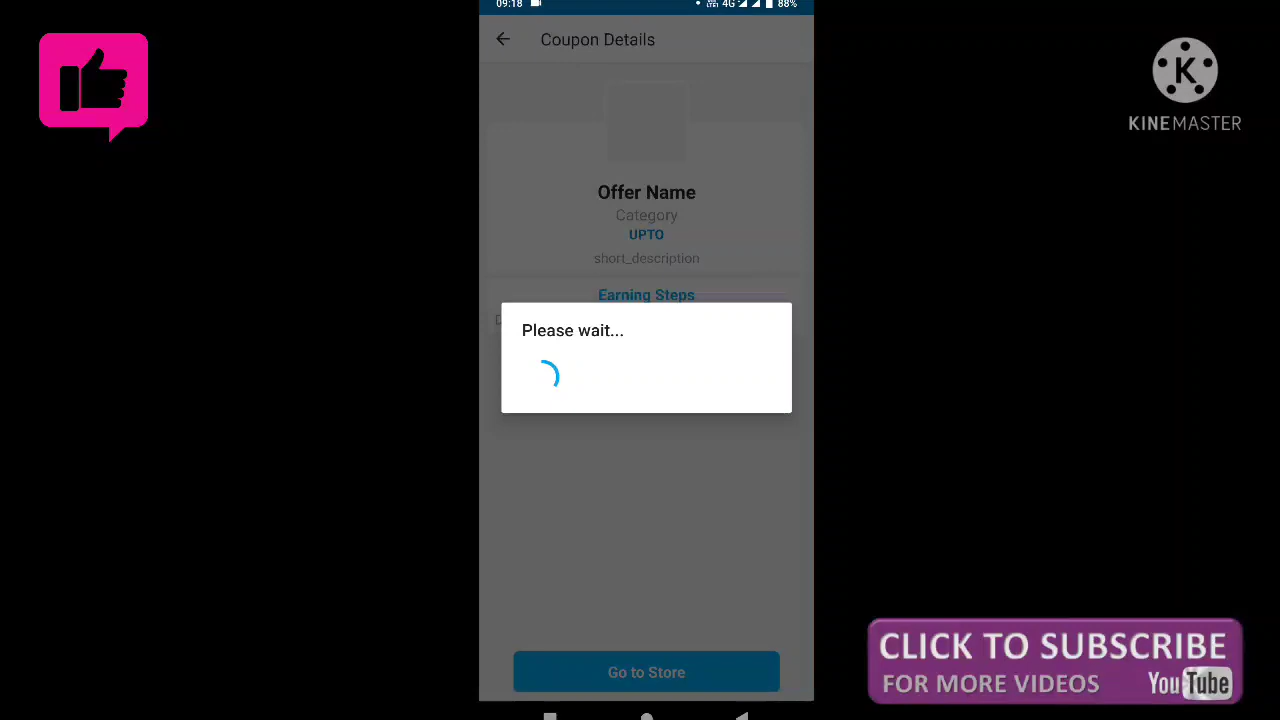 09:18 4G 88%
Coupon Details
K
KINEMASTER
Offer Name
Category
UPTO
short_description
Earning Steps
D
Please wait...
Go to Store
CLICK TO SUBSCRIBE
FOR MORE VIDEOS YouTube